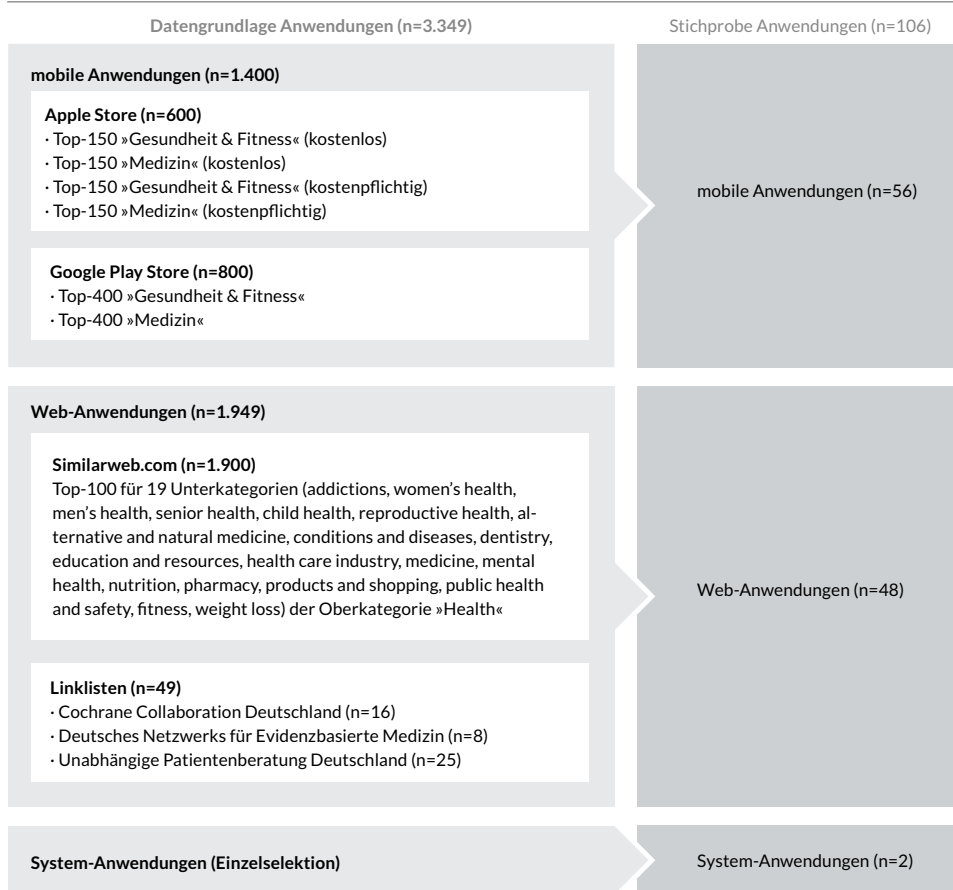 Datengrundlage Anwendungen (n=3.349)
Stichprobe Anwendungen (n=106)
mobile Anwendungen (n=1.400)
Apple Store (n=600)
· Top-150 »Gesundheit & Fitness« (kostenlos)
· Top-150 »Medizin« (kostenlos)
· Top-150 »Gesundheit & Fitness« (kostenpflichtig)
· Top-150 »Medizin« (kostenpflichtig)
Google Play Store (n=800)
· Top-400 »Gesundheit & Fitness«
· Top-400 »Medizin«
mobile Anwendungen (n=56)
Web-Anwendungen (n=1.949)
Similarweb.com (n=1.900)
Top-100 für 19 Unterkategorien (addictions, women’s health,
men’s health, senior health, child health, reproductive health, al-
ternative and natural medicine, conditions and diseases, dentistry,
education and resources, health care industry, medicine, mental
health, nutrition, pharmacy, products and shopping, public health
and safety, fitness, weight loss) der Oberkategorie »Health«
Linklisten (n=49)
· Cochrane Collaboration Deutschland (n=16)
· Deutsches Netzwerks für Evidenzbasierte Medizin (n=8)
· Unabhängige Patientenberatung Deutschland (n=25)
Web-Anwendungen (n=48)
System-Anwendungen (Einzelselektion)
System-Anwendungen (n=2)